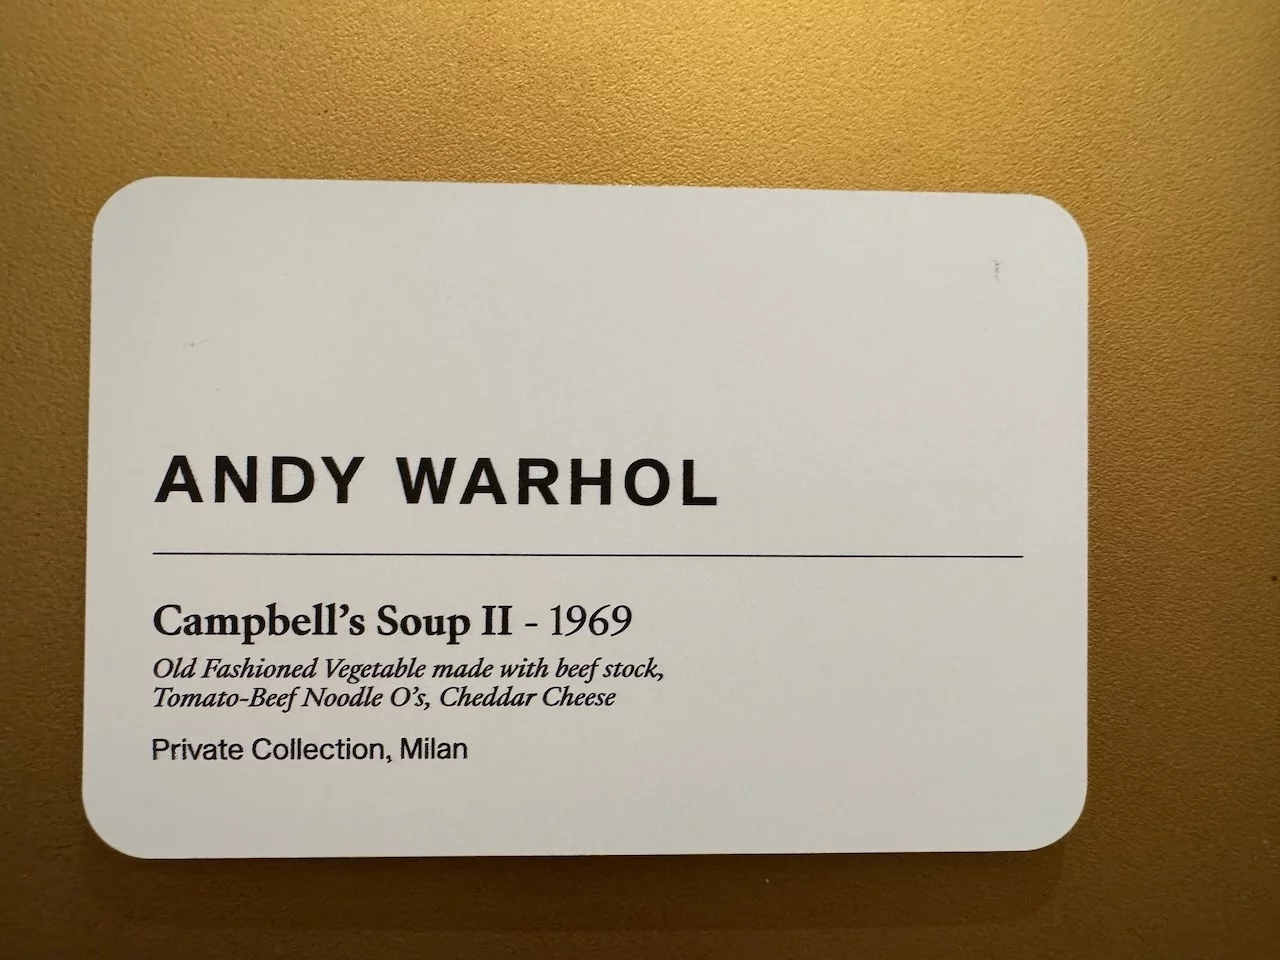 ANDY WARHOL
Campbell’s Soup II - 1969
Old Fashioned Vegetable made with beef stock,
Tomato-Beef Noodle O’s, Cheddar Cheese
Private Collection, Milan